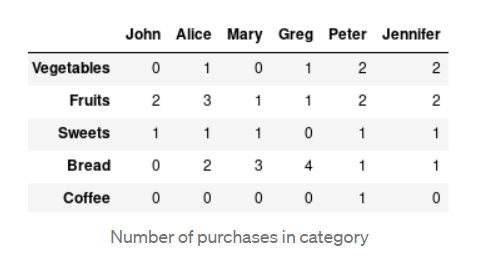 John Alice Mary Greg Peter Jennifer
Vegetables 0 1 0 1 2 2
Fruits 2 3 1 1 2 2
Sweets 1 1 1 0 1 1
Bread 0 2 3 4 1 1
Coffee 0 0 0 0 1 0
Number of purchases in category